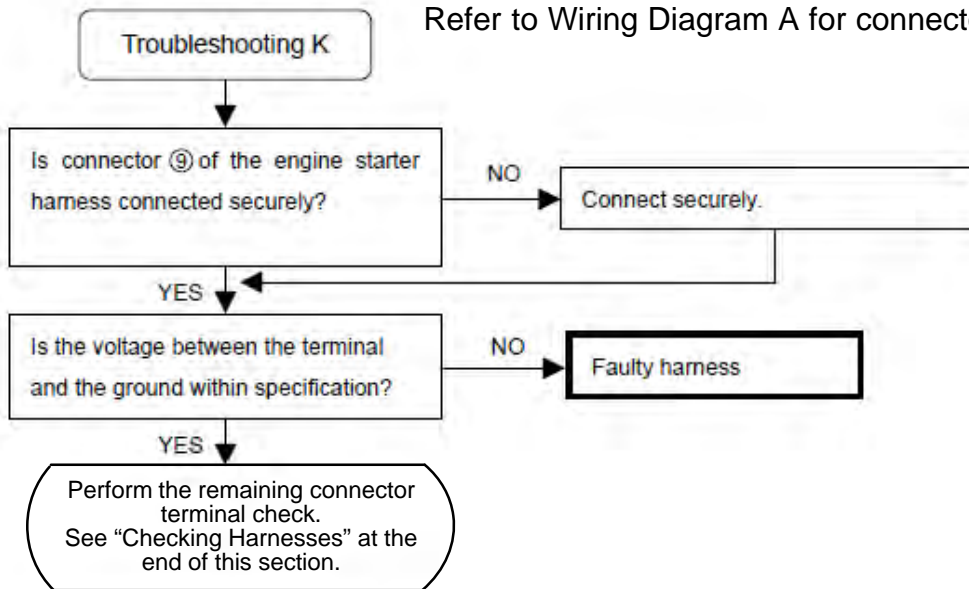 Refer to Wiring Diagram A for
Troubleshooting K
Is connector ⑨ of the engine starter
harness connected securely?
NO
Connect securely.
YES
Is the voltage between the terminal
and the ground within specification?
NO
Faulty harness
YES
Perform the remaining connector
terminal check.
See “Checking Harnesses” at the
end of this section.